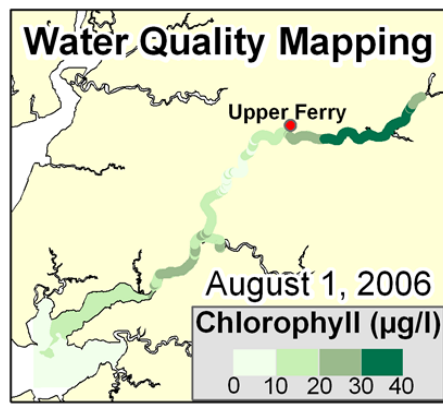 Water Quality Mapping
Upper Ferry
August 1, 2006
Chlorophyll (µg/l)
0 10 20 30 40